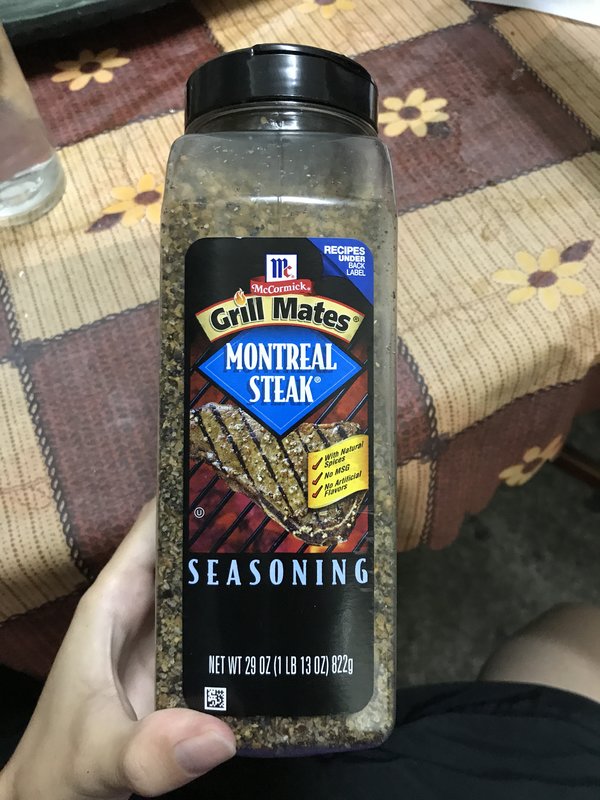 RECIPES
UNDER
BACK
LABEL
Mc
McCormick®
Grill Mates®
MONTREAL
STEAK®
With Natural
Spices
No MSG
No Artificial
Flavors
U
SEASONING
NET WT 29 OZ (1 LB 13 OZ) 822g